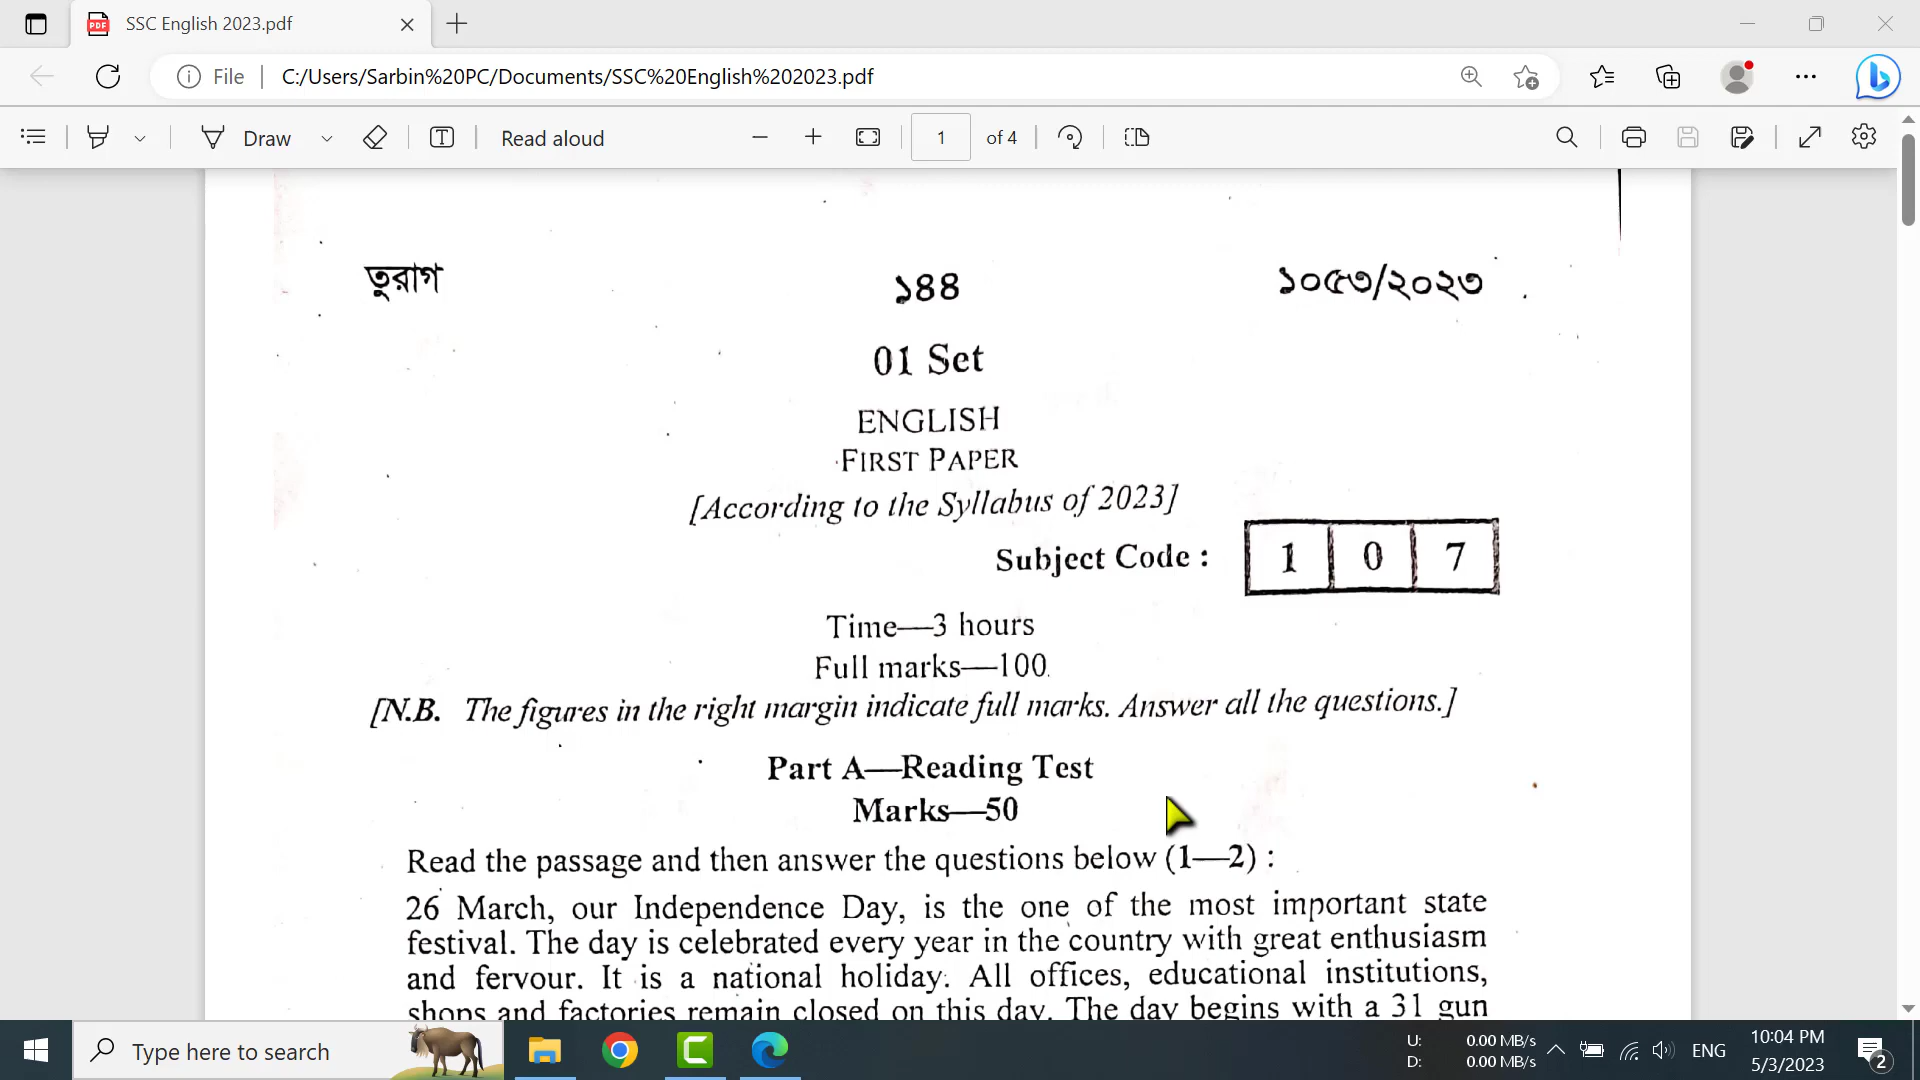 SSC English 2023.pdf
File
C:/Users/Sarbin%20PC/Documents/SSC%20English%202023.pdf
Draw
Read aloud
1
of 4
তুরাগ
১৪৪
১০৫৩/২০২৩
01 Set
ENGLISH
FIRST PAPER
[According to the Syllabus of 2023]
Subject Code : 1 0 7
Time—3 hours
Full marks—100
[N.B. The figures in the right margin indicate full marks. Answer all the questions.]
Part A—Reading Test
Marks—50
Read the passage and then answer the questions below (1—2) :
26 March, our Independence Day, is the one of the most important state
festival. The day is celebrated every year in the country with great enthusiasm
and fervour. It is a national holiday. All offices, educational institutions,
shops and factories remain closed on this day. The day begins with a 31 gun
Type here to search
U: 0.00 MB/s
D: 0.00 MB/s
ENG
10:04 PM
5/3/2023
2